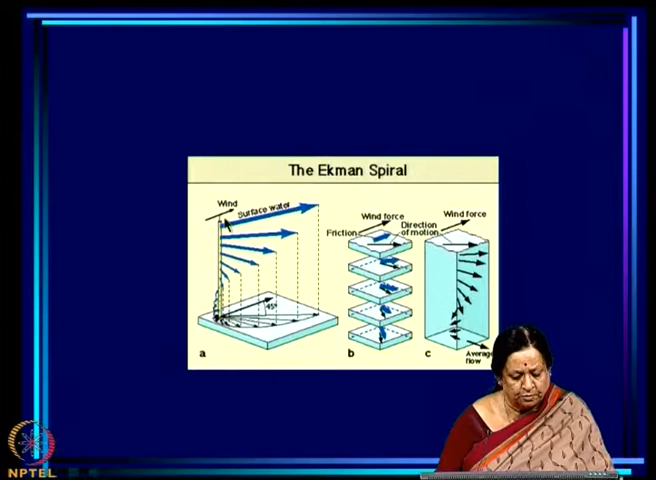 The Ekman Spiral
Wind
Surface water
45°
a
Wind force
Friction
Direction
of motion
b
Wind force
Average
flow
c
NPTEL